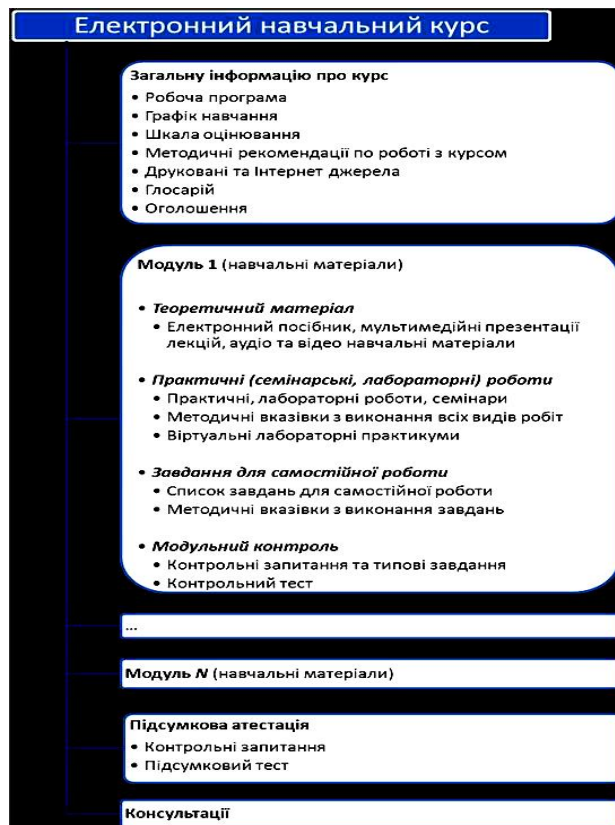 Електронний навчальний курс
Загальну інформацію про курс
• Робоча програма
• Графік навчання
• Шкала оцінювання
• Методичні рекомендації по роботі з курсом
• Друковані та Інтернет джерела
• Глосарій
• Оголошення
Модуль 1 (навчальні матеріали)
• Теоретичний матеріал
• Електронний посібник, мультимедійні презентації
лекцій, аудіо та відео навчальні матеріали
• Практичні (семінарські, лабораторні) роботи
• Практичні, лабораторні роботи, семінари
• Методичні вказівки з виконання всіх видів робіт
• Віртуальні лабораторні практикуми
• Завдання для самостійної роботи
• Список завдань для самостійної роботи
• Методичні вказівки з виконання завдань
• Модульний контроль
• Контрольні запитання та типові завдання
• Контрольний тест
...
Модуль N (навчальні матеріали)
Підсумкова атестація
• Контрольні запитання
• Підсумковий тест
Консультації